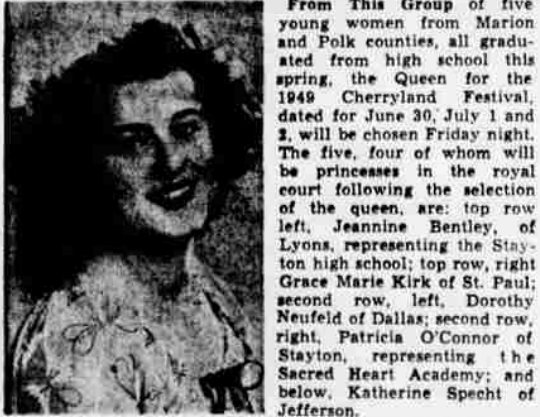 From This Group of five
young women from Marion
and Polk counties, all gradu-
ated from high school this
spring, the Queen for the
1949 Cherryland Festival,
dated for June 30, July 1 and
2, will be chosen Friday night.
The five, four of whom will
be princesses in the royal
court following the selection
of the queen, are: top row
left, Jeannine Bentley, of
Lyons, representing the Stay-
ton high school; top row, right
Grace Marie Kirk of St. Paul;
second row, left, Dorothy
Neufeld of Dallas; second row,
right, Patricia O'Connor of
Stayton, representing the
Sacred Heart Academy; and
below, Katherine Specht of
Jefferson.